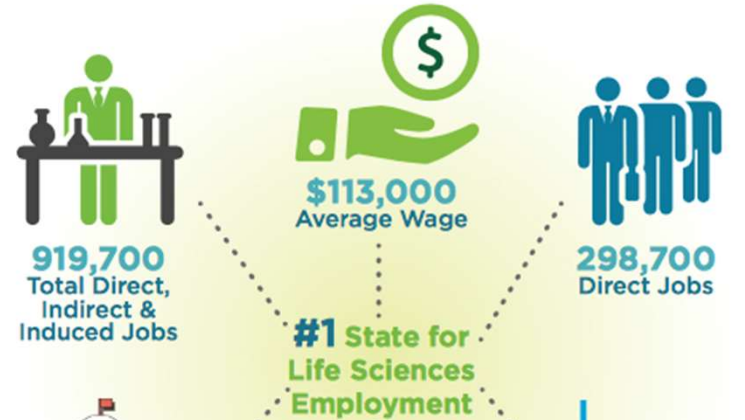 $
$113,000
Average Wage
919,700
Total Direct,
Indirect &
Induced Jobs
298,700
Direct Jobs
#1 State for
Life Sciences
Employment